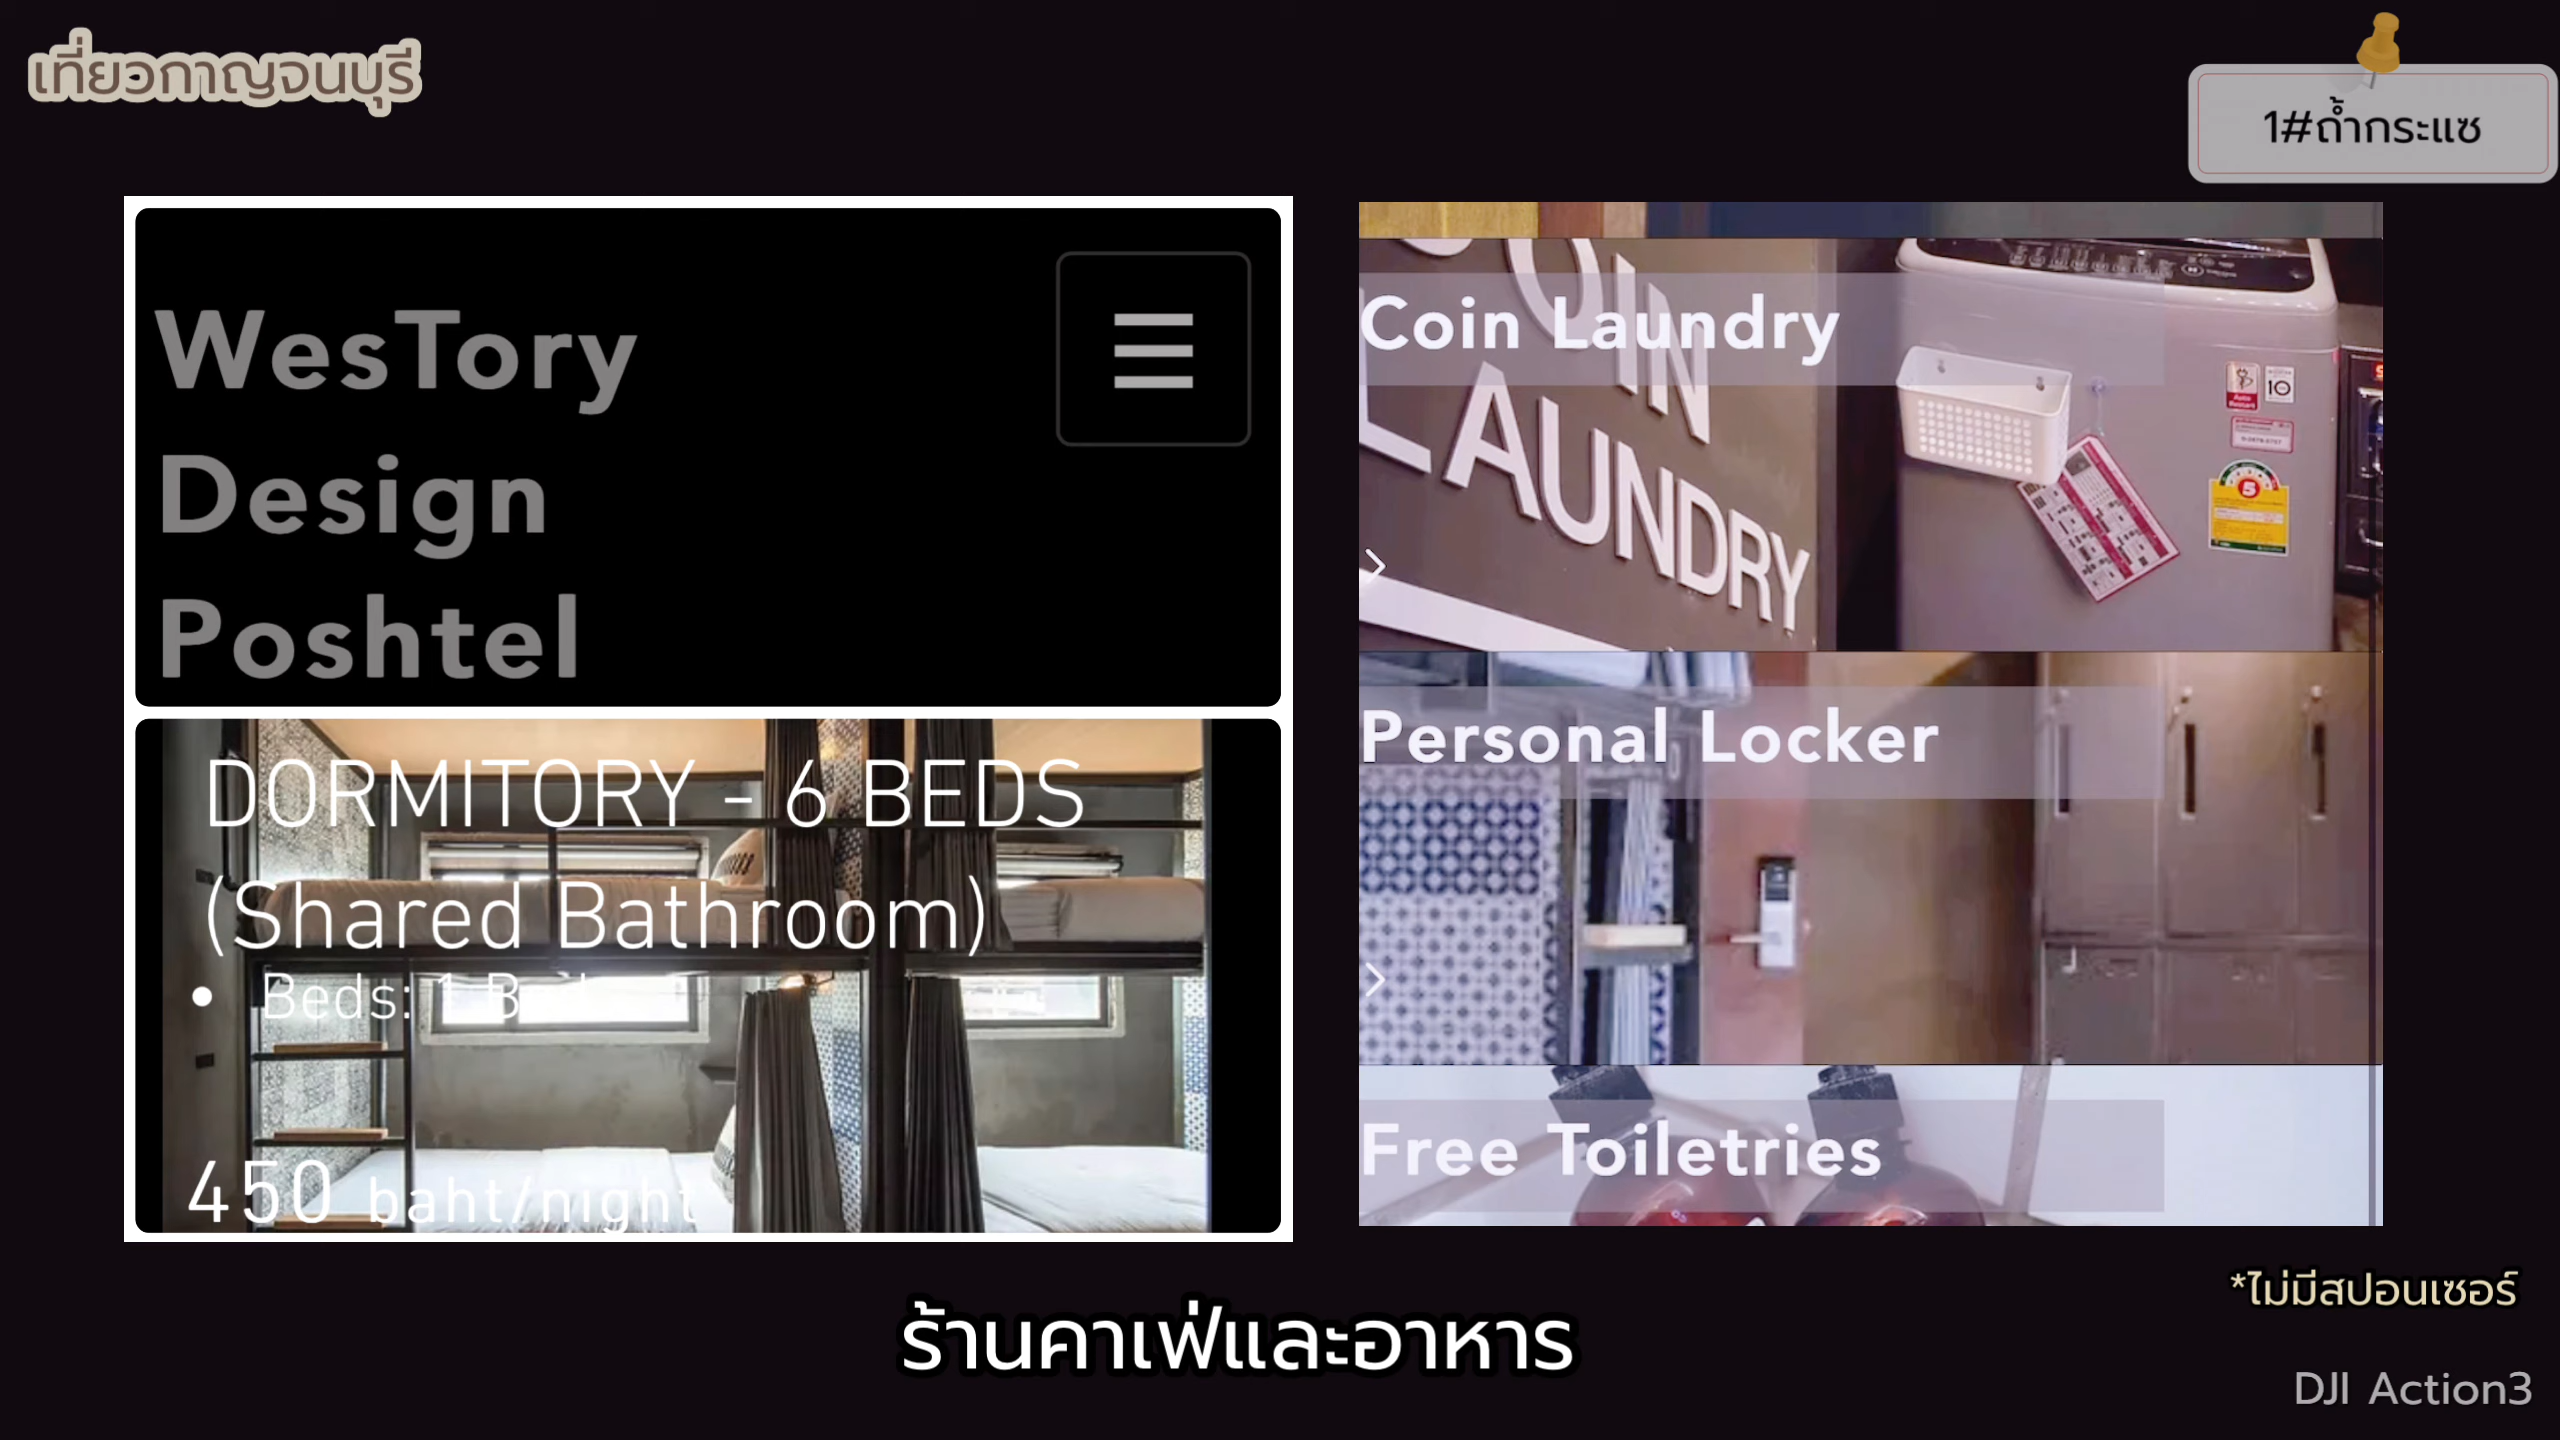 เที่ยวกาญจนบุรี
1#ถ้ำกระแซ
WesTory
Design
Poshtel
DORMITORY - 6 BEDS
(Shared Bathroom)
• Beds: 1 B
450 baht/night
Coin Laundry
OIN
LAUNDRY
Personal Locker
Free Toiletries
*ไม่มีสปอนเซอร์
ร้านคาเฟ่และอาหาร
DJI Action3